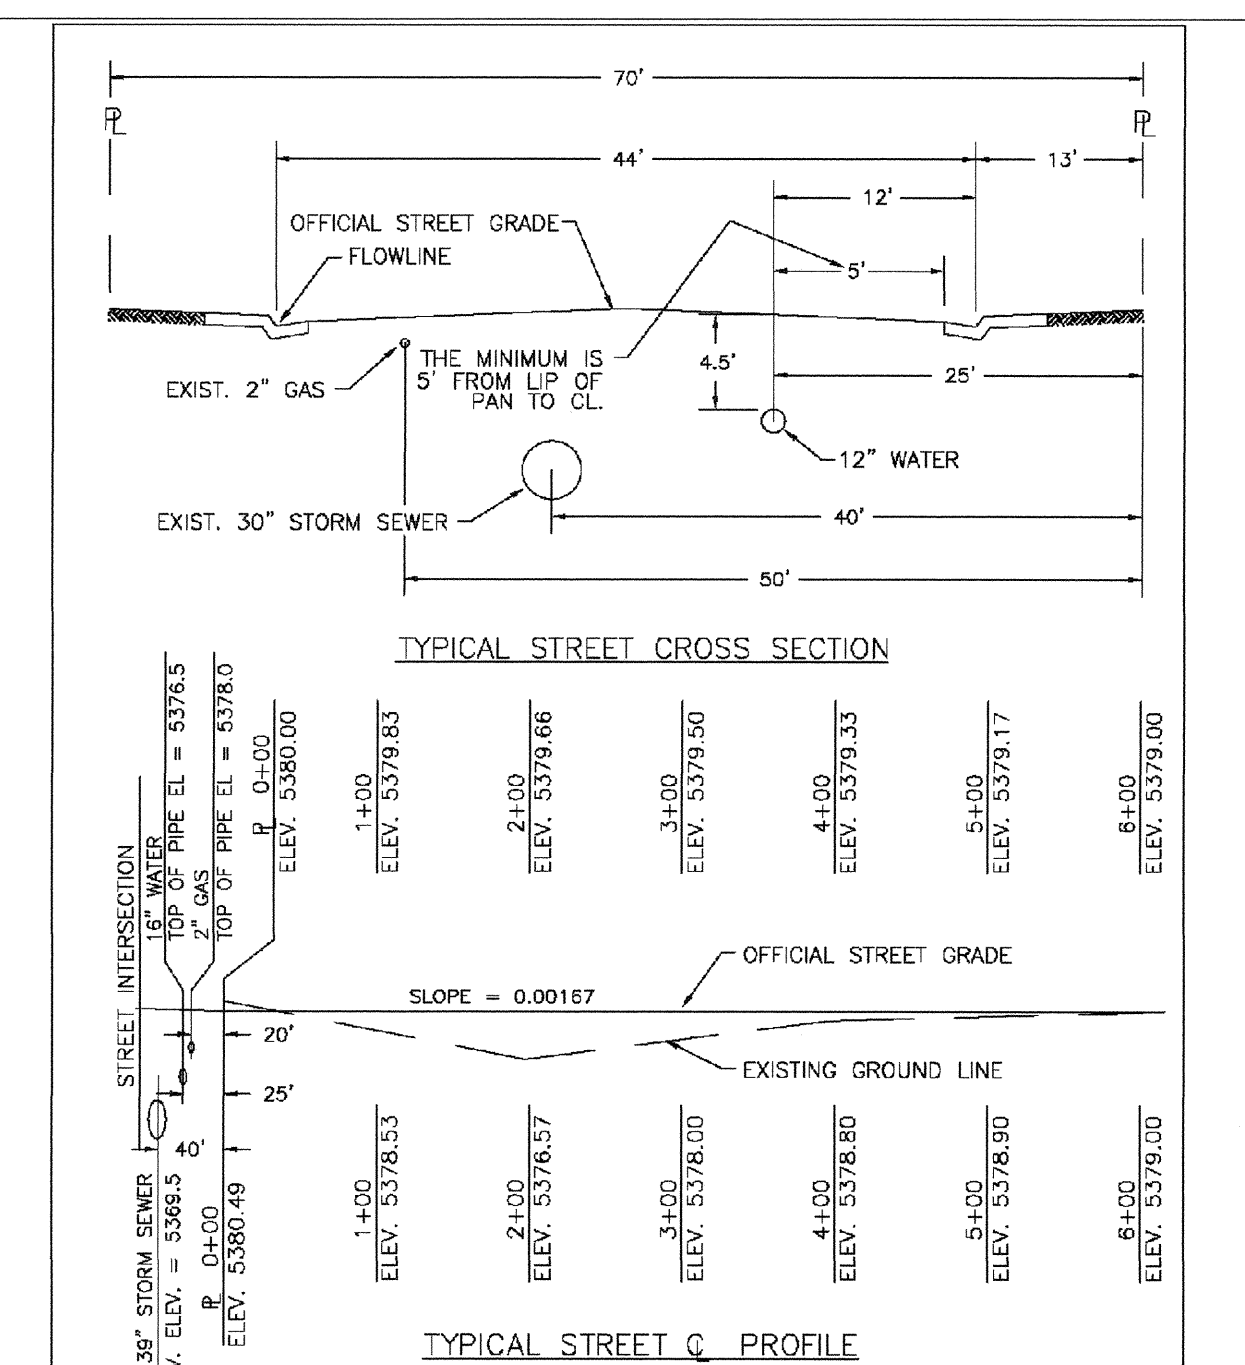 70'
PL
PL
44'
13'
12'
OFFICIAL STREET GRADE
FLOWLINE
5'
THE MINIMUM IS
5' FROM LIP OF
PAN TO CL.
4.5'
25'
EXIST. 2" GAS
12" WATER
EXIST. 30" STORM SEWER
40'
50'
TYPICAL STREET CROSS SECTION
STREET INTERSECTION
16" WATER
TOP OF PIPE EL = 5376.5
2" GAS
TOP OF PIPE EL = 5378.0
PL 0+00
ELEV. 5380.00
1+00
ELEV. 5379.83
2+00
ELEV. 5379.66
3+00
ELEV. 5379.50
4+00
ELEV. 5379.33
5+00
ELEV. 5379.17
6+00
ELEV. 5379.00
OFFICIAL STREET GRADE
SLOPE = 0.00167
20'
EXISTING GROUND LINE
25'
40'
39" STORM SEWER
V. ELEV. = 5369.5
PL 0+00
ELEV. 5380.49
1+00
ELEV. 5378.53
2+00
ELEV. 5376.57
3+00
ELEV. 5378.00
4+00
ELEV. 5378.80
5+00
ELEV. 5378.90
6+00
ELEV. 5379.00
TYPICAL STREET CL PROFILE